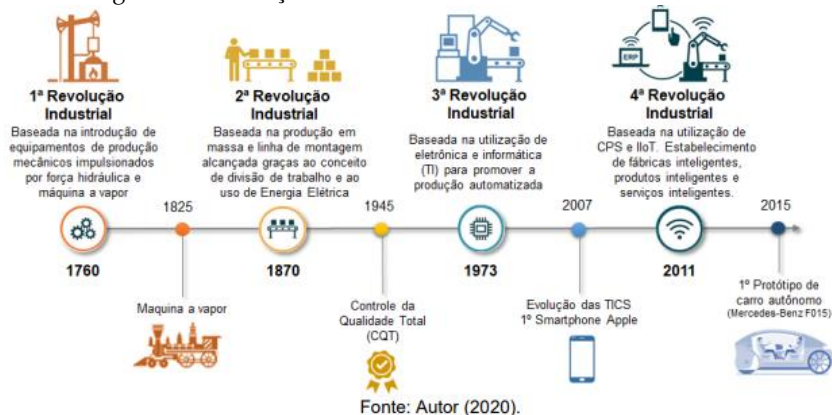 1ª Revolução
Industrial
Baseada na introdução de
equipamentos de produção
mecânicos impulsionados
por força hidráulica e
máquina a vapor
2ª Revolução
Industrial
Baseada na produção em
massa e linha de montagem
alcançada graças ao conceito
de divisão de trabalho e ao
uso de Energia Elétrica
3ª Revolução
Industrial
Baseada na utilização de
eletrônica e informática
(TI) para promover a
produção automatizada
ERP
4ª Revolução
Industrial
Baseada na utilização de
CPS e IIoT. Estabelecimento
de fábricas inteligentes,
produtos inteligentes e
serviços inteligentes.
1760
1825
Maquina a vapor
1870
1945
Controle da
Qualidade Total
(CQT)
1973
2007
Evolução das TICS
1º Smartphone Apple
2011
2015
1º Protótipo de
carro autônomo
(Mercedes-Benz F015)
Fonte: Autor (2020).